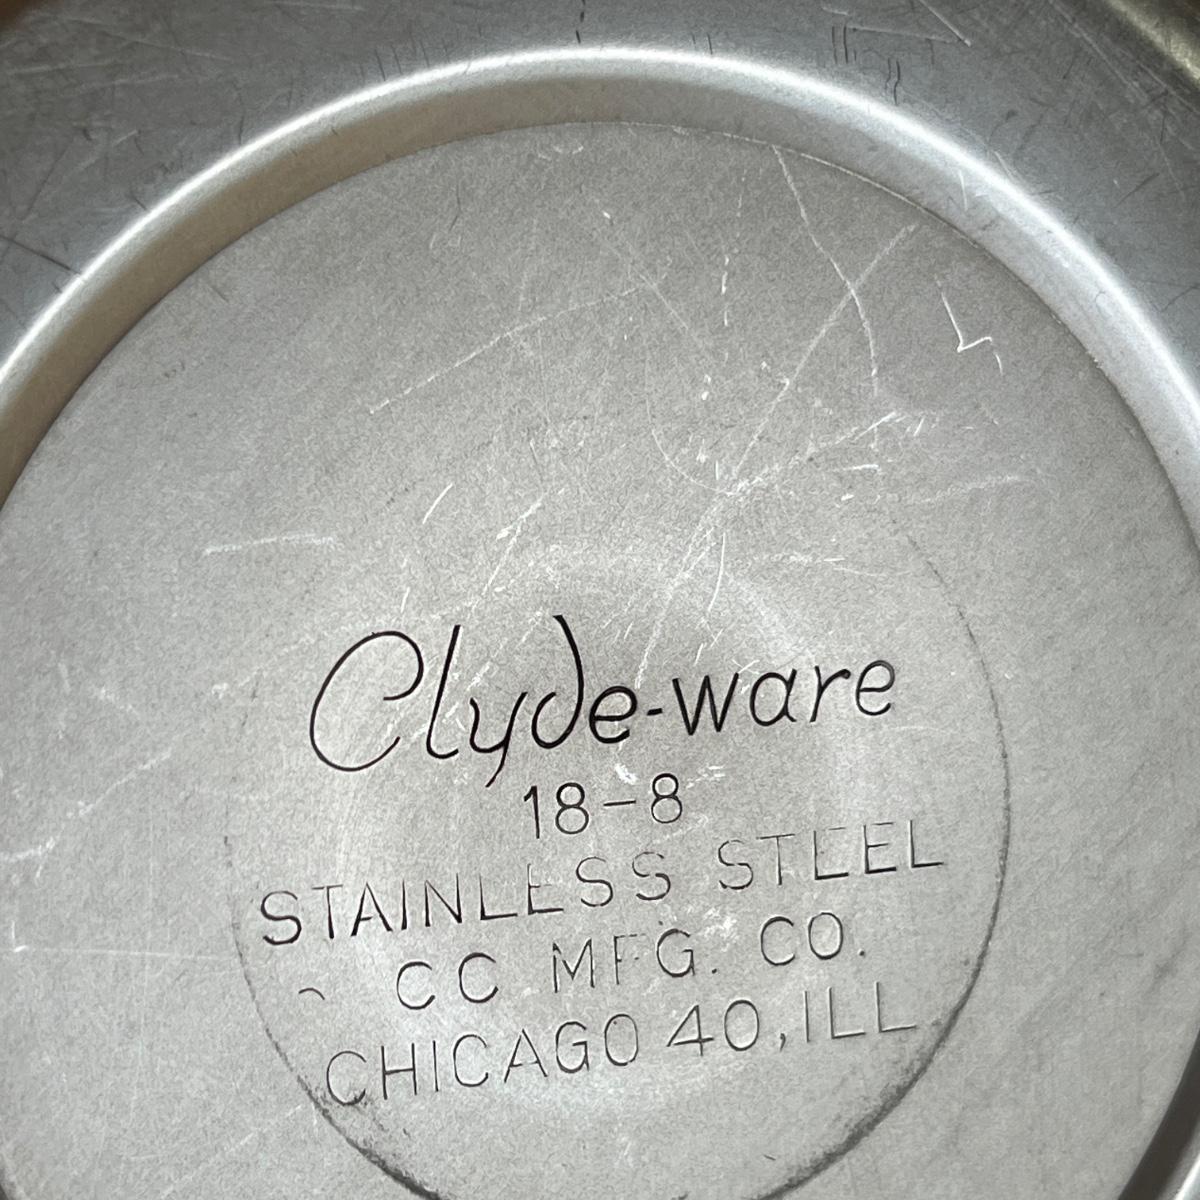 Clyde-ware
18-8
STAINLESS STEEL
CC MFG. CO.
CHICAGO 40, ILL